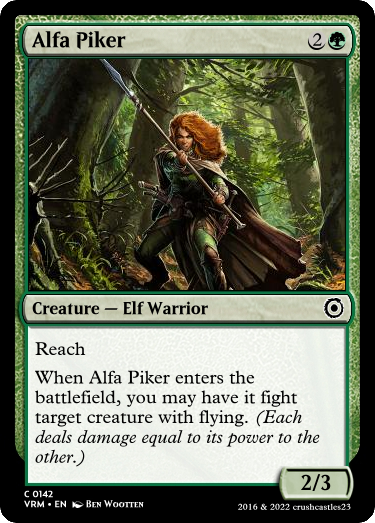 Alfa Piker 2
Creature — Elf Warrior
Reach
When Alfa Piker enters the
battlefield, you may have it fight
target creature with flying. (Each
deals damage equal to its power to the
other.)
2/3
C 0142
VRM • EN Ben Wootten
2016 & 2022 crushcastles23